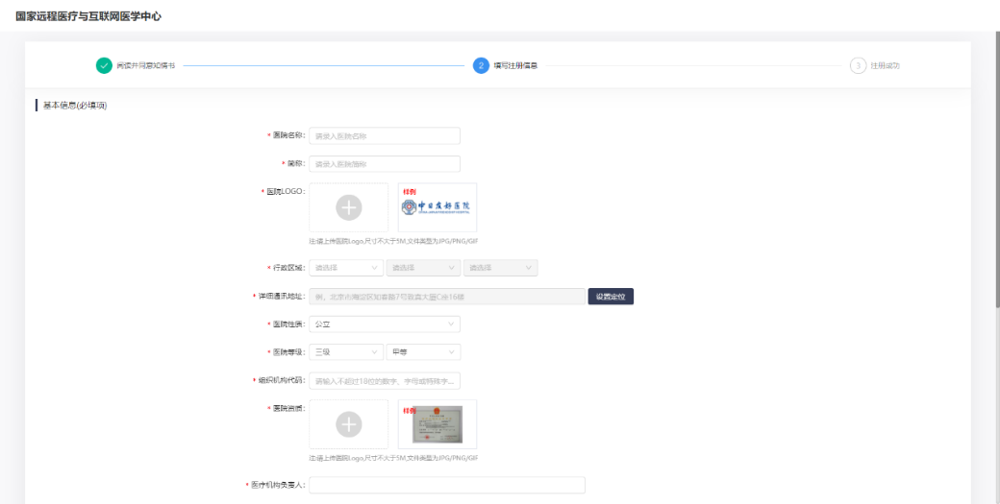 国家远程医疗与互联网医学中心
阅读并同意知情书
2 填写注册信息
3 注册成功
基本信息(必填项)
* 医院名称: 请录入医院名称
* 简称: 请录入医院简称
* 医院LOGO: 样例
中日友好医院
注:请上传医院Logo,尺寸不大于5M,文件类型为JPG/PNG/GIF
* 行政区域: 请选择 请选择 请选择
* 详细通讯地址: 例，北京市海淀区知春路7号致真大厦C座16楼 设置定位
* 医院性质: 公立
* 医院等级: 三级 甲等
* 组织机构代码: 请输入不超过18位的数字、字母或特殊字...
* 医院资质: 样例
注:请上传医院Logo,尺寸不大于5M,文件类型为JPG/PNG/GIF
* 医疗机构负责人: